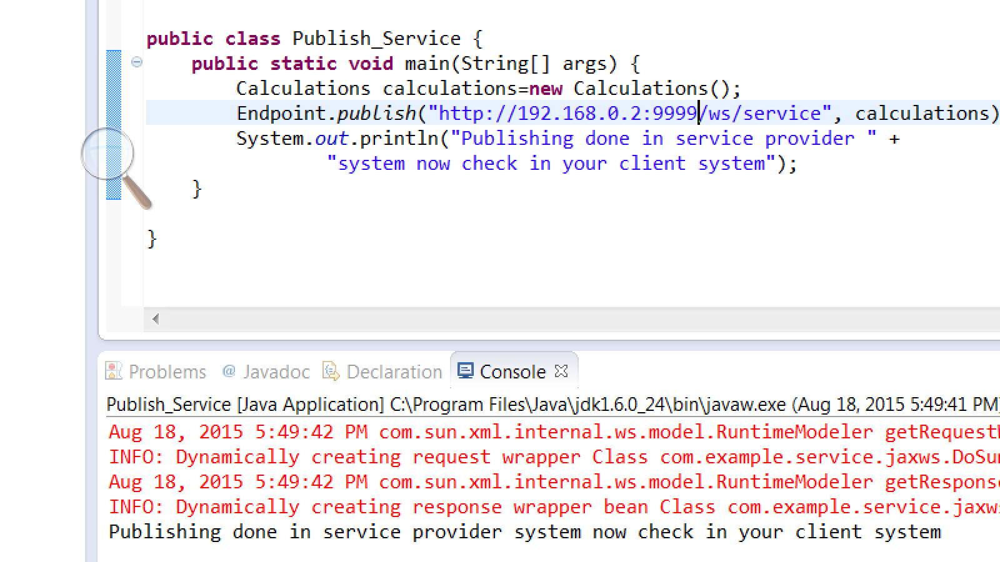 public class Publish_Service {
public static void main(String[] args) {
Calculations calculations=new Calculations();
Endpoint.publish("http://192.168.0.2:9999/ws/service", calculations)
System.out.println("Publishing done in service provider " +
"system now check in your client system");
}
}
Problems @ Javadoc Declaration Console
Publish_Service [Java Application] C:\Program Files\Java\jdk1.6.0_24\bin\javaw.exe (Aug 18, 2015 5:49:41 PM)
Aug 18, 2015 5:49:42 PM com.sun.xml.internal.ws.model.RuntimeModeler getRequest
INFO: Dynamically creating request wrapper Class com.example.service.jaxws.DoSu
Aug 18, 2015 5:49:42 PM com.sun.xml.internal.ws.model.RuntimeModeler getRespons
INFO: Dynamically creating response wrapper bean Class com.example.service.jaxws
Publishing done in service provider system now check in your client system